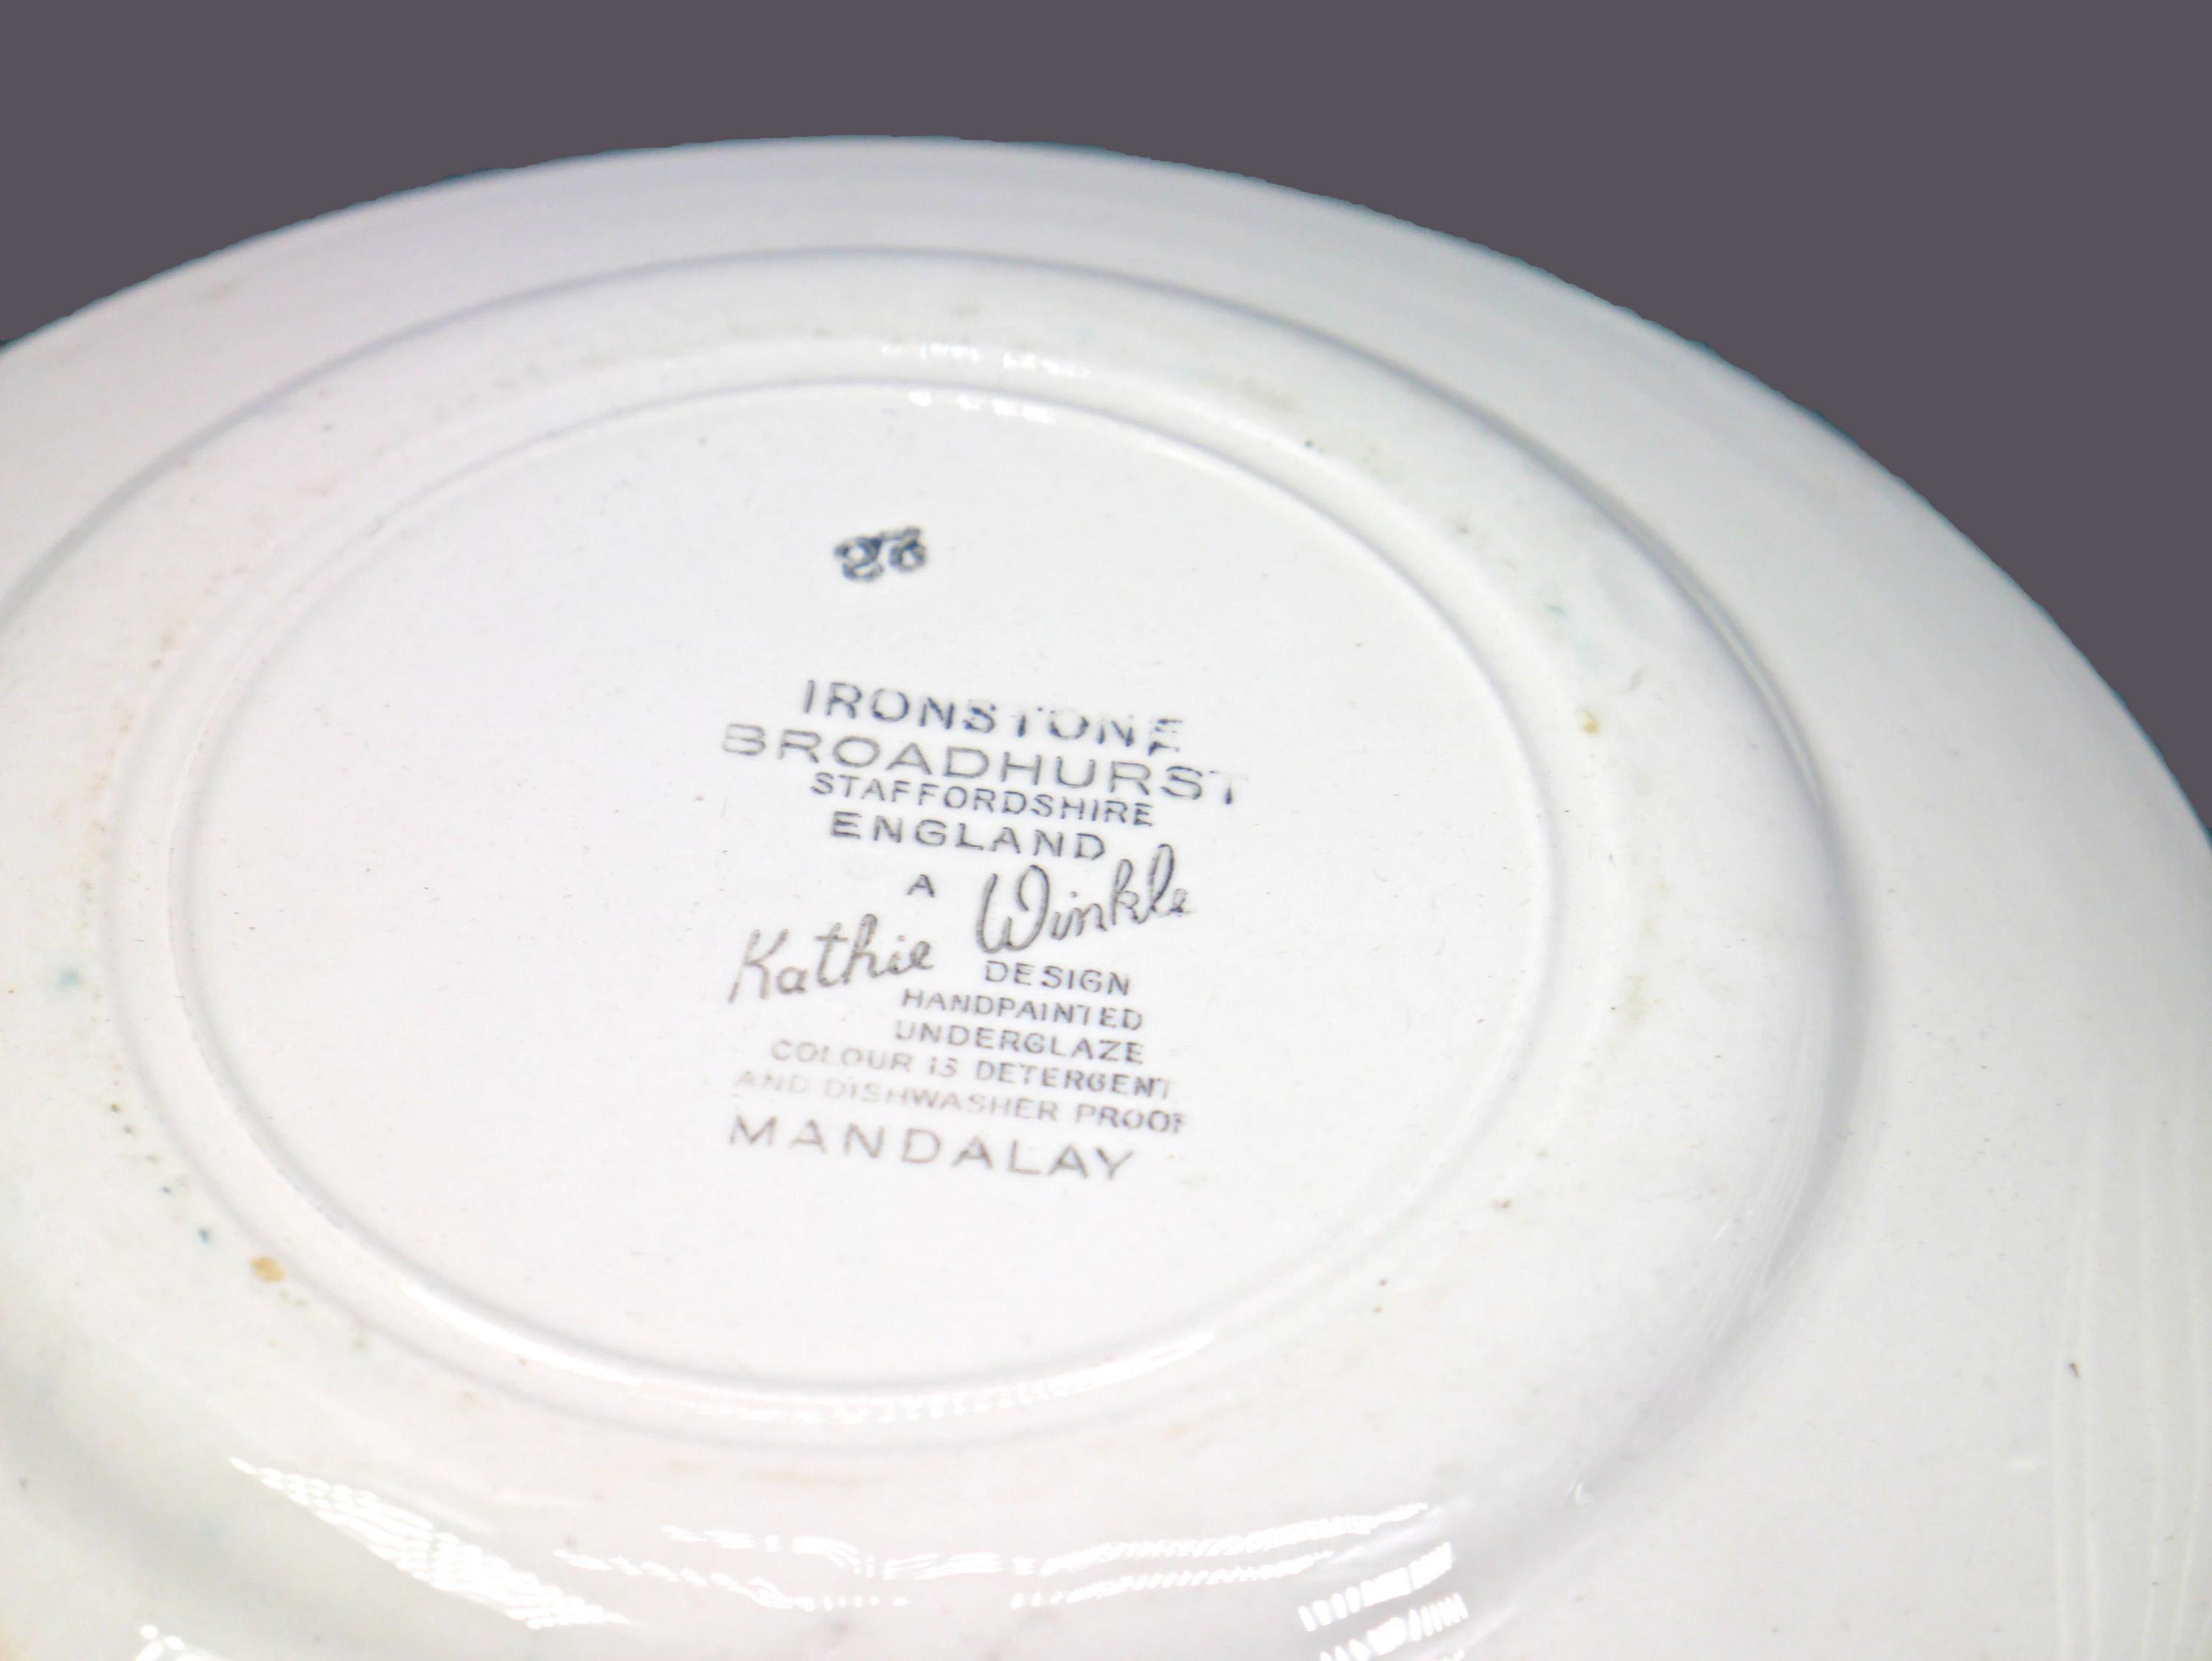 IRONSTONE
BROADHURST
STAFFORDSHIRE
ENGLAND
A
Kathie Winkle
DESIGN
HANDPAINTED
UNDERGLAZE
COLOUR IS DETERGENT
AND DISHWASHER PROOF
MANDALAY